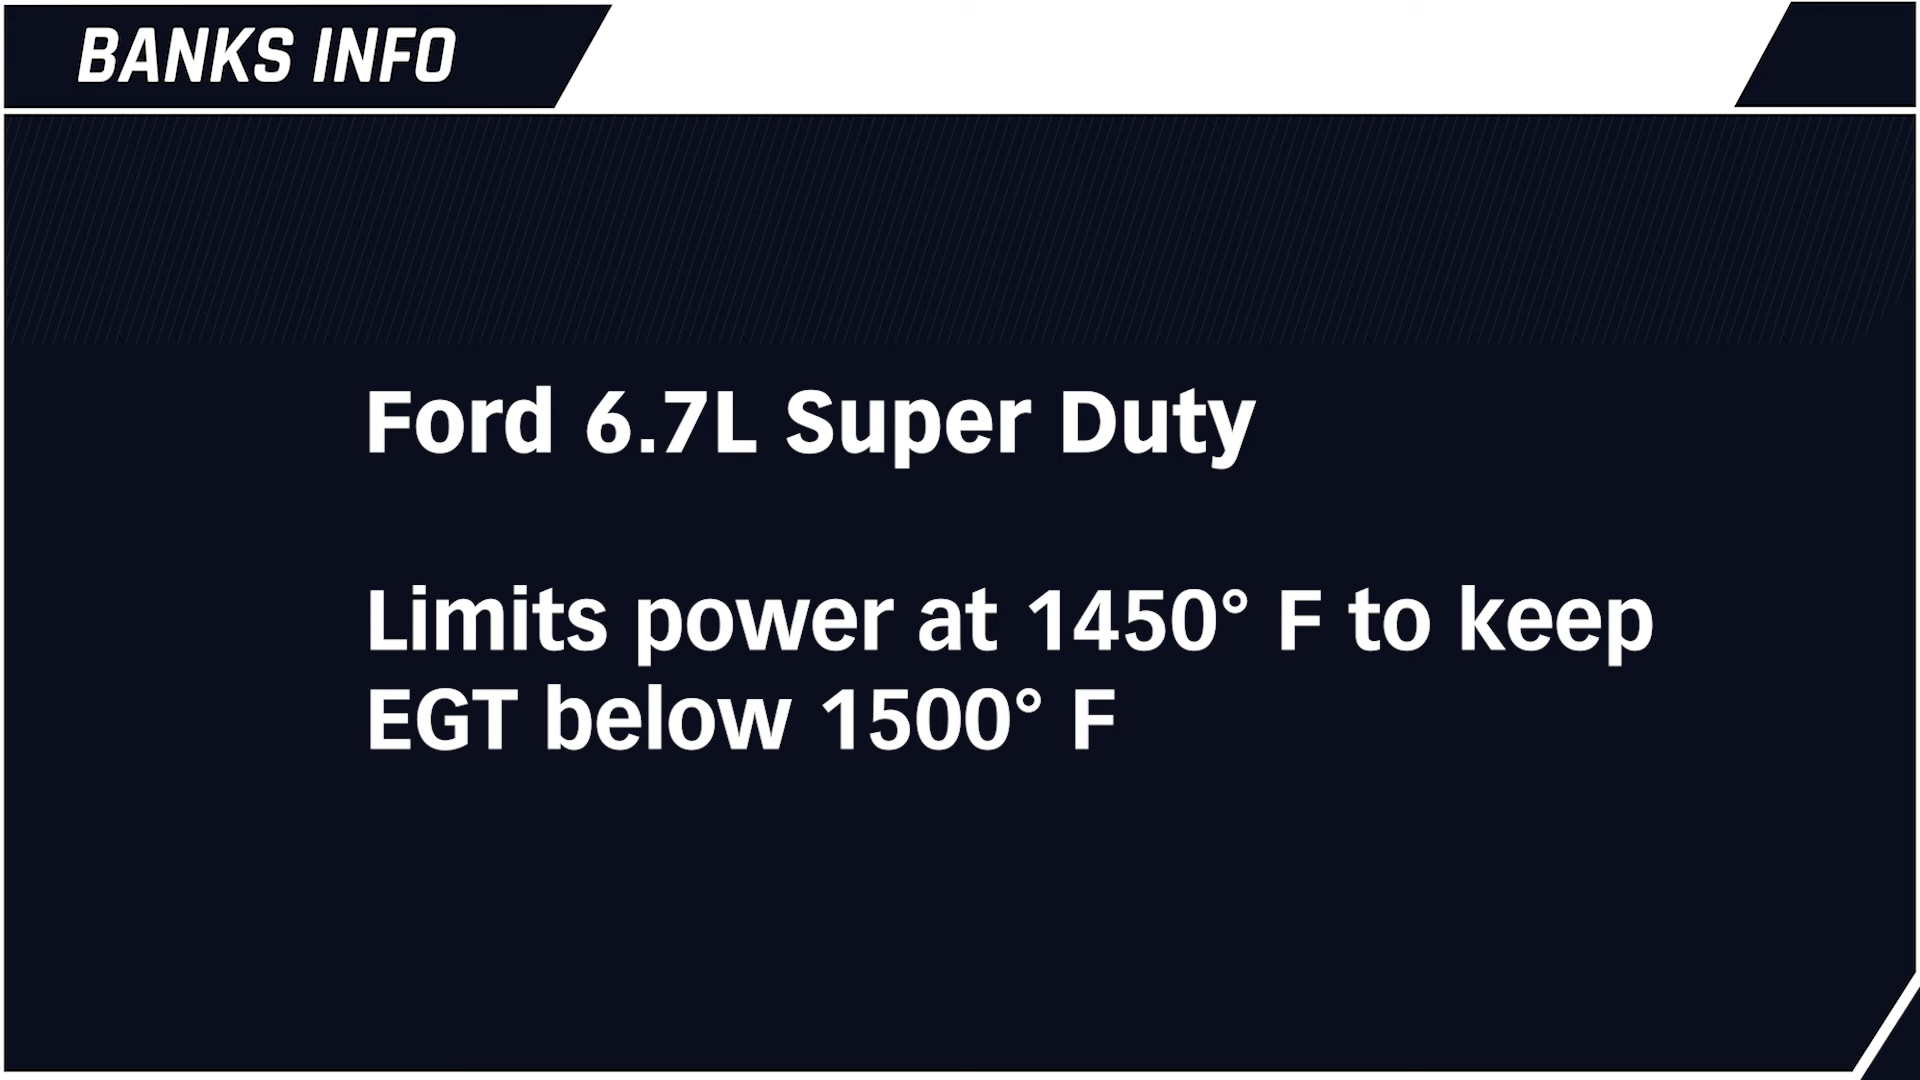 BANKS INFO
Ford 6.7L Super Duty
Limits power at 1450° F to keep
EGT below 1500° F